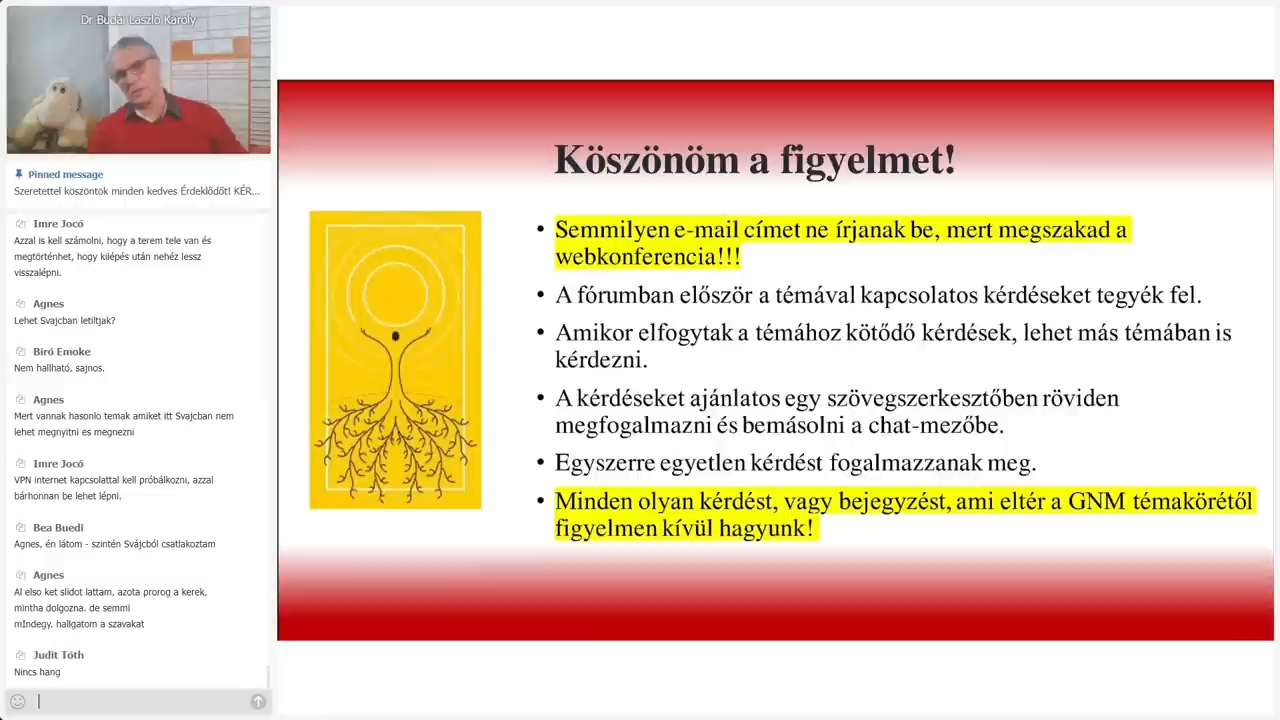 Dr Budai László Károly
Pinned message
Szeretettel köszöntök minden kedves Érdeklődőt! KÉR...
Imre Jocó
Azzal is kell számolni, hogy a terem tele van és
megtörténhet, hogy kilépés után nehéz lessz
visszalépni.
Agnes
Lehet Svajcban letiltjak?
Bíró Emoke
Nem hallható, sajnos.
Agnes
Mert vannak hasonlo temak amiket itt Svajcban nem
lehet megnyitni es megnezni
Imre Jocó
VPN internet kapcsolattal kell próbálkozni, azzal
bárhonnan be lehet lépni.
Bea Buedi
Agnes, én látom - szintén Svájcból csatlakoztam
Agnes
Al elso ket slidot lattam, azota prorog a kerek,
mintha dolgozna. de semmi
mIndegy. hallgatom a szavakat
Judit Tóth
Nincs hang
Köszönöm a figyelmet!
• Semmilyen e-mail címet ne írjanak be, mert megszakad a
webkonferencia!!!
• A fórumban először a témával kapcsolatos kérdéseket tegyék fel.
• Amikor elfogytak a témához kötődő kérdések, lehet más témában is
kérdezni.
• A kérdéseket ajánlatos egy szövegszerkesztőben röviden
megfogalmazni és bemásolni a chat-mezőbe.
• Egyszerre egyetlen kérdést fogalmazzanak meg.
• Minden olyan kérdést, vagy bejegyzést, ami eltér a GNM témakörétől
figyelmen kívül hagyunk!